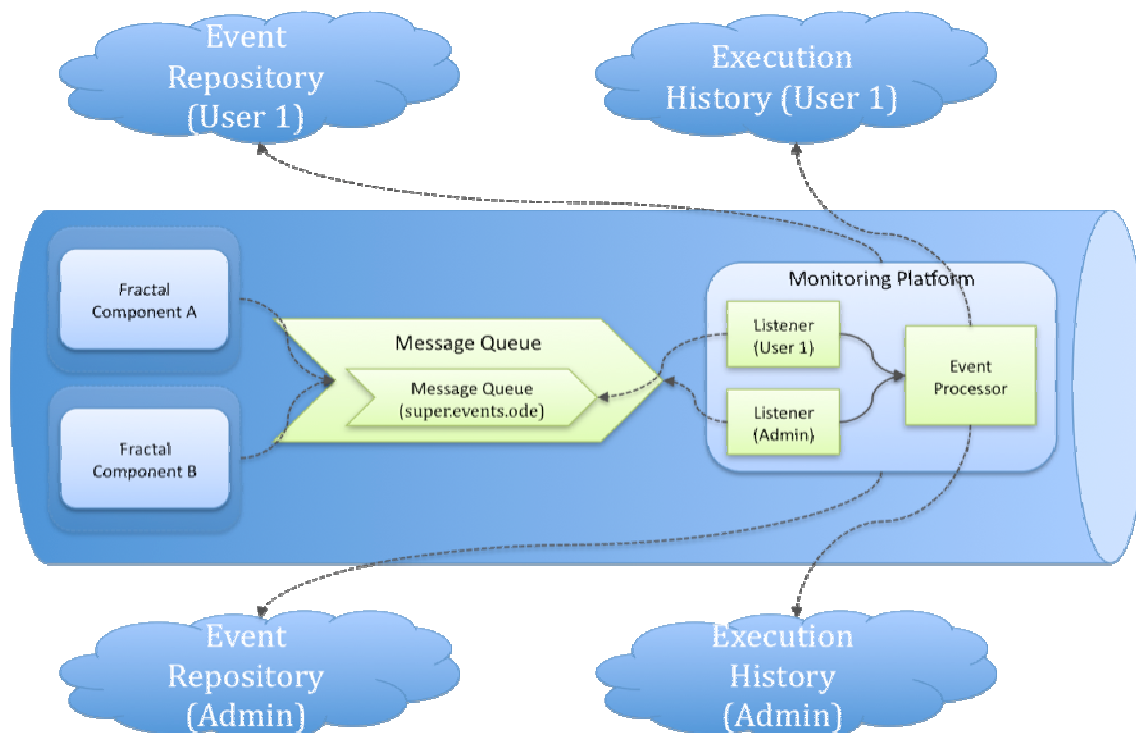 Event
Repository
(User 1)
Execution
History (User 1)
Fractal
Component A
Fractal
Component B
Message Queue
Message Queue
(super.events.ode)
Monitoring Platform
Listener
(User 1)
Listener
(Admin)
Event
Processor
Event
Repository
(Admin)
Execution
History
(Admin)